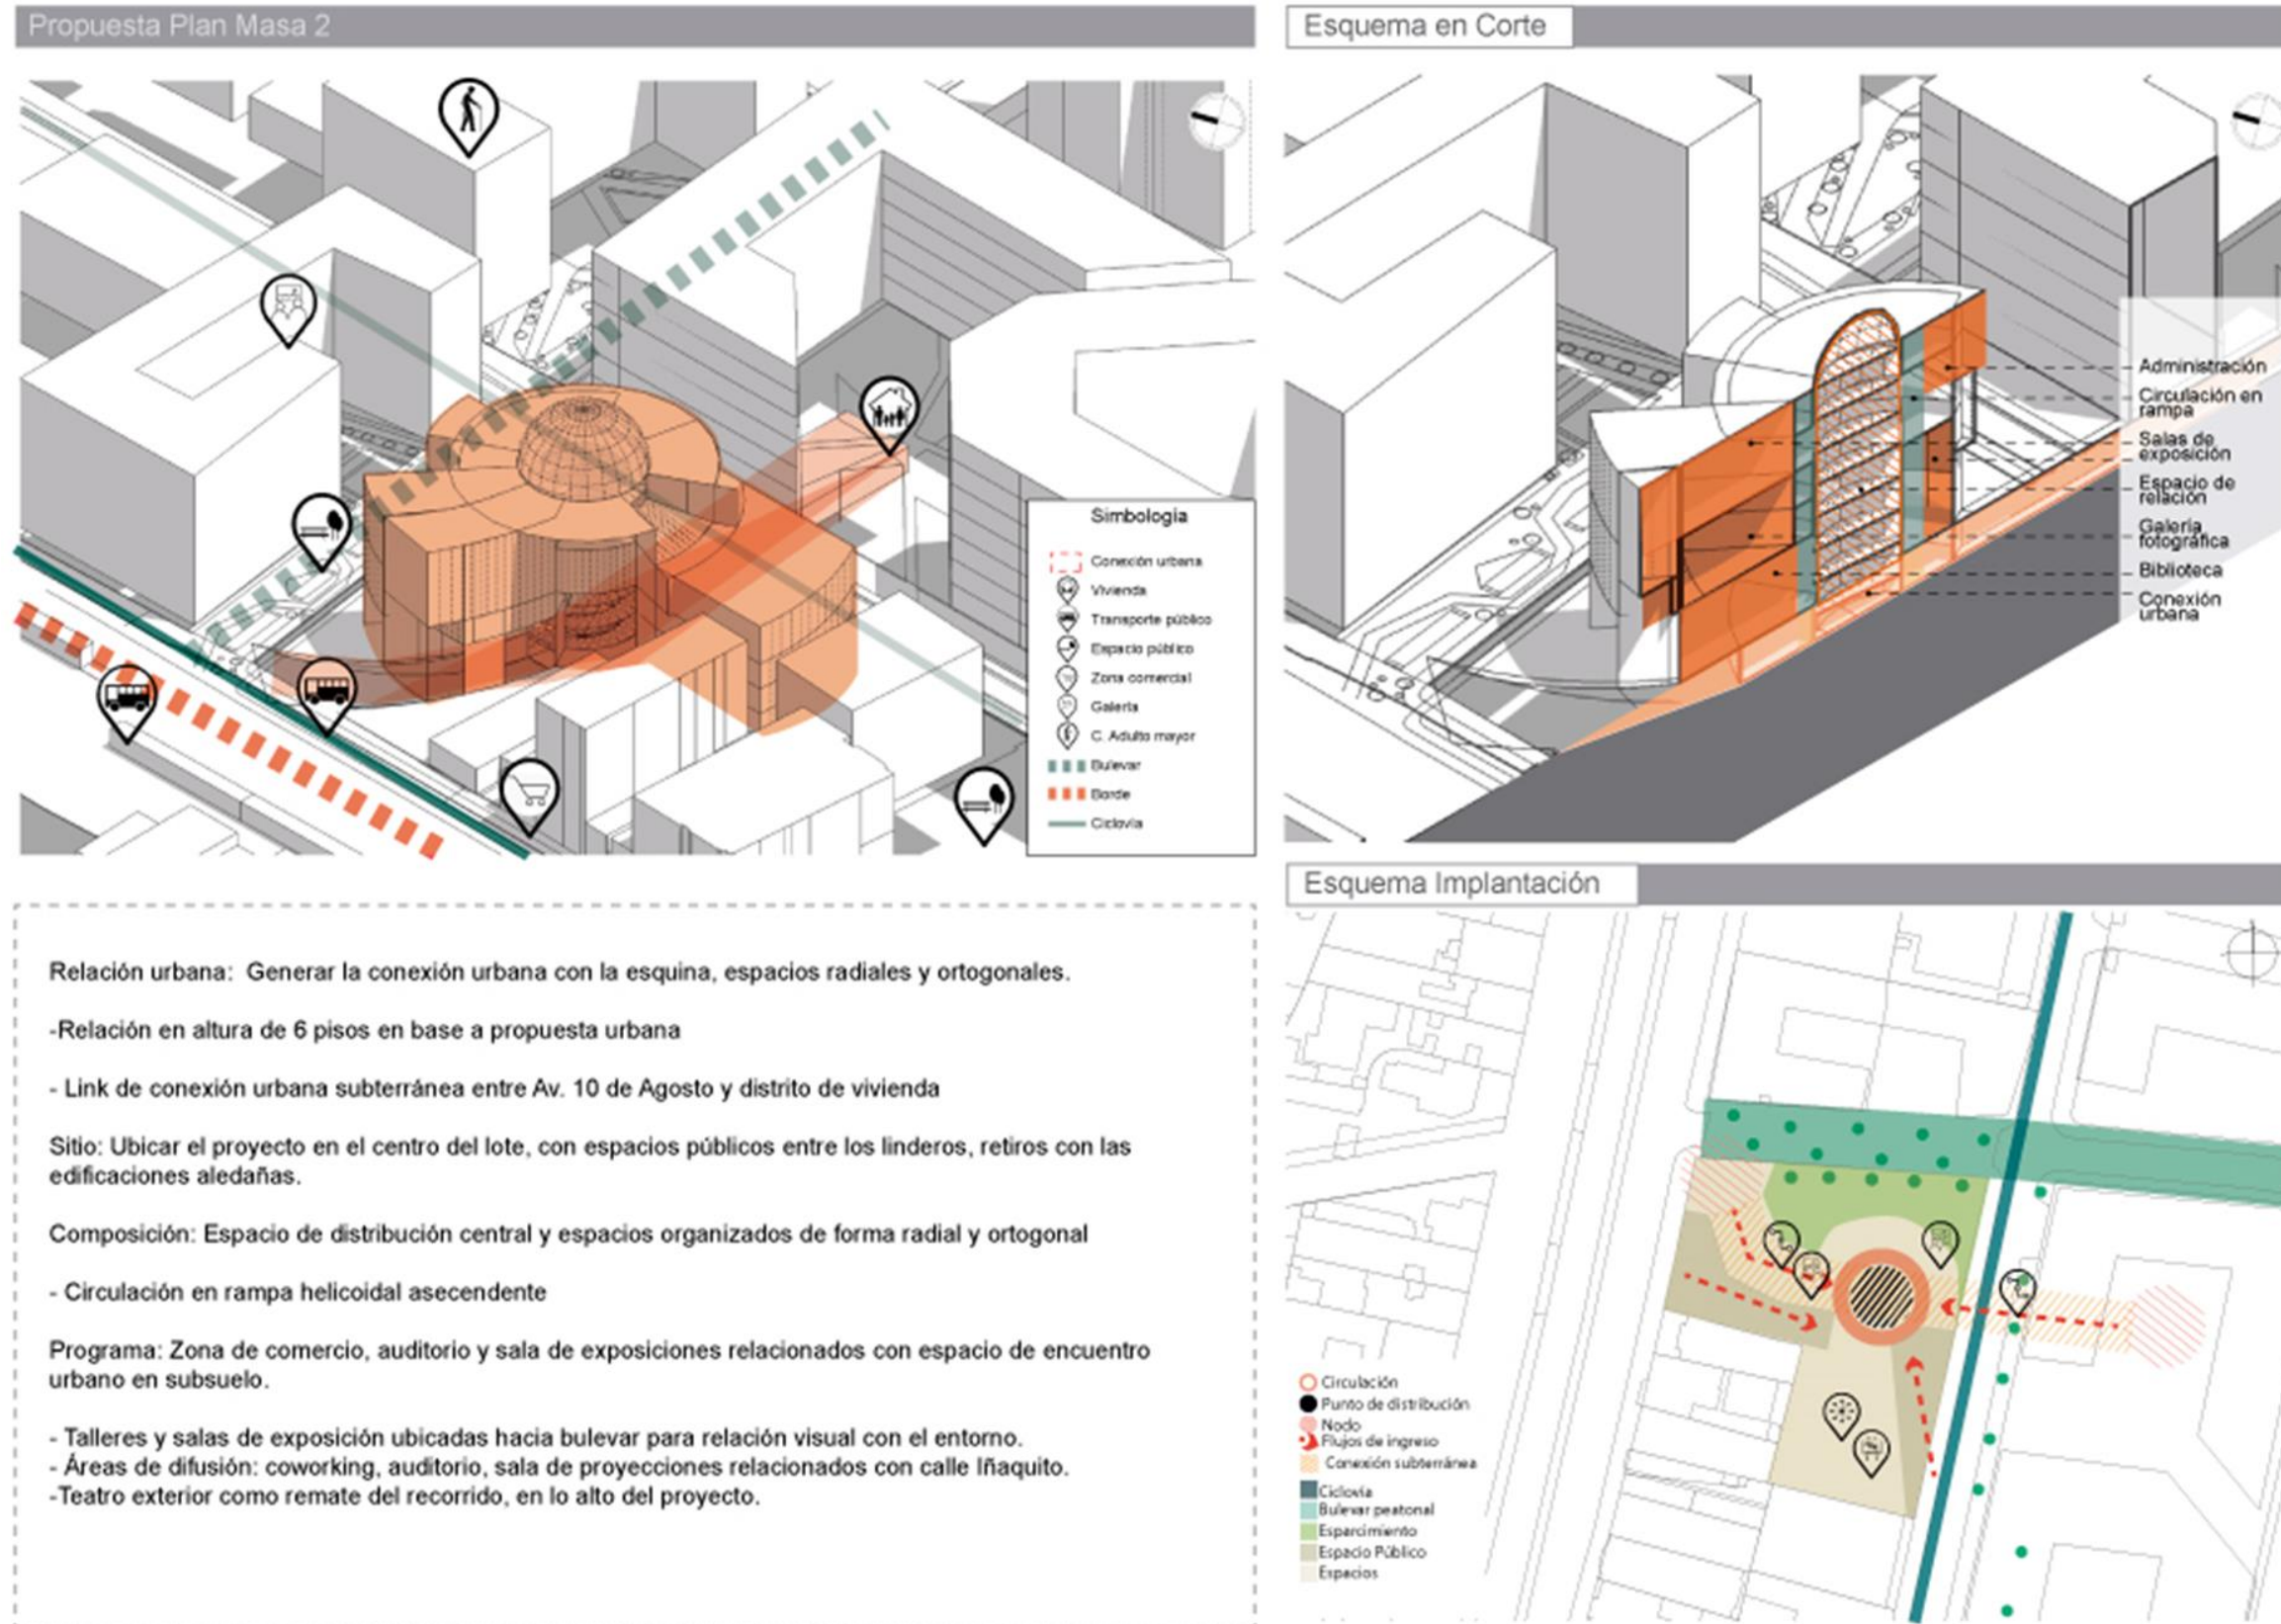 Propuesta Plan Masa 2
Simbología
Conexión urbana
Vivienda
Transporte público
Espacio público
Zona comercial
Galería
C. Adulto mayor
Bulevar
Borde
Ciclovía
Relación urbana: Generar la conexión urbana con la esquina, espacios radiales y ortogonales.
-Relación en altura de 6 pisos en base a propuesta urbana
- Link de conexión urbana subterránea entre Av. 10 de Agosto y distrito de vivienda
Sitio: Ubicar el proyecto en el centro del lote, con espacios públicos entre los linderos, retiros con las
edificaciones aledañas.
Composición: Espacio de distribución central y espacios organizados de forma radial y ortogonal
- Circulación en rampa helicoidal asecendente
Programa: Zona de comercio, auditorio y sala de exposiciones relacionados con espacio de encuentro
urbano en subsuelo.
- Talleres y salas de exposición ubicadas hacia bulevar para relación visual con el entorno.
- Áreas de difusión: coworking, auditorio, sala de proyecciones relacionados con calle Iñaquito.
-Teatro exterior como remate del recorrido, en lo alto del proyecto.
Esquema en Corte
Administración
Circulación en
rampa
Salas de
exposición
Espacio de
relación
Galería
fotográfica
Biblioteca
Conexión
urbana
Esquema Implantación
Circulación
Punto de distribución
Nodo
Flujos de ingreso
Conexión subterránea
Ciclovía
Bulevar peatonal
Esparcimiento
Espacio Público
Espacios